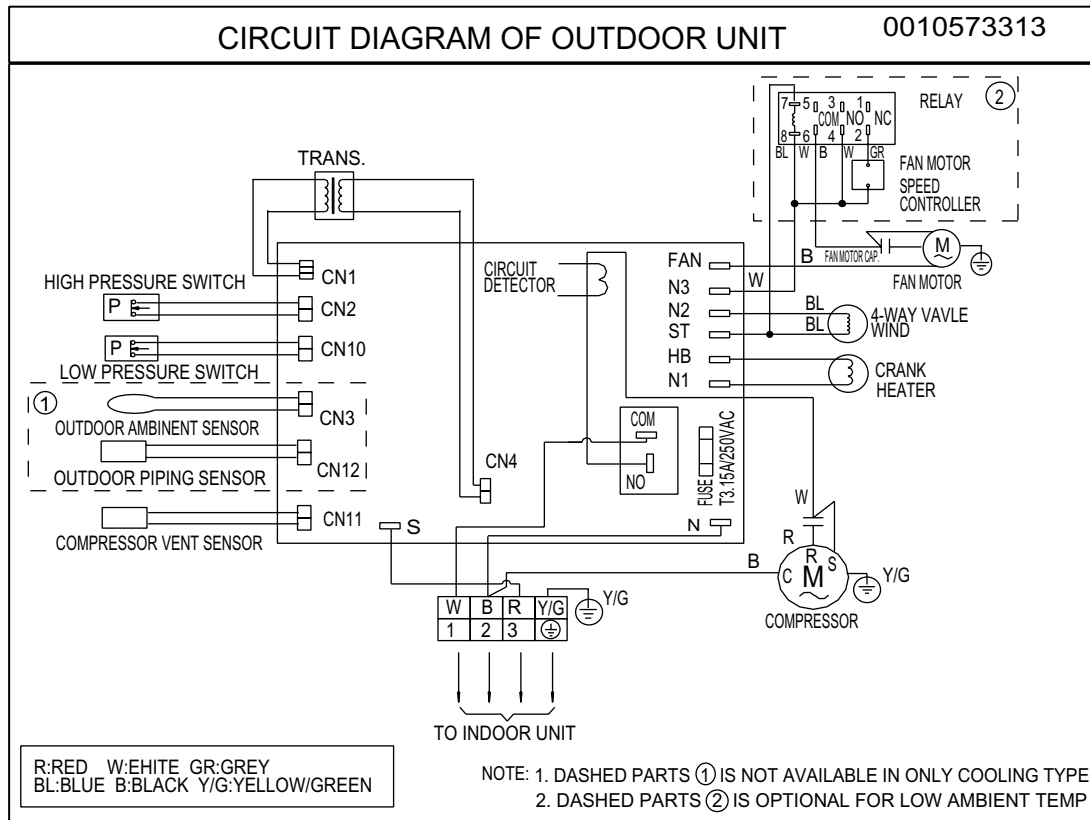 CIRCUIT DIAGRAM OF OUTDOOR UNIT
0010573313
RELAY
2
7 5 3 1
COM NO NC
8 6 4 2
BL W B W GR
FAN MOTOR
SPEED
CONTROLLER
TRANS.
FAN MOTOR CAP.
M
FAN MOTOR
HIGH PRESSURE SWITCH
P
CN1
CN2
P
CN10
LOW PRESSURE SWITCH
1
CN3
OUTDOOR AMBINENT SENSOR
CN12
OUTDOOR PIPING SENSOR
CN11
COMPRESSOR VENT SENSOR
CIRCUIT
DETECTOR
FAN
B
N3
W
N2
BL
ST
BL
4-WAY VAVLE
WIND
HB
N1
CRANK
HEATER
COM
NO
FUSE
T3.15A/250VAC
CN4
S
N
W
R
B
C
R
S
M
Y/G
COMPRESSOR
W B R Y/G
1 2 3
Y/G
TO INDOOR UNIT
R:RED W:EHITE GR:GREY
BL:BLUE B:BLACK Y/G:YELLOW/GREEN
NOTE: 1. DASHED PARTS 1 IS NOT AVAILABLE IN ONLY COOLING TYPE
2. DASHED PARTS 2 IS OPTIONAL FOR LOW AMBIENT TEMP